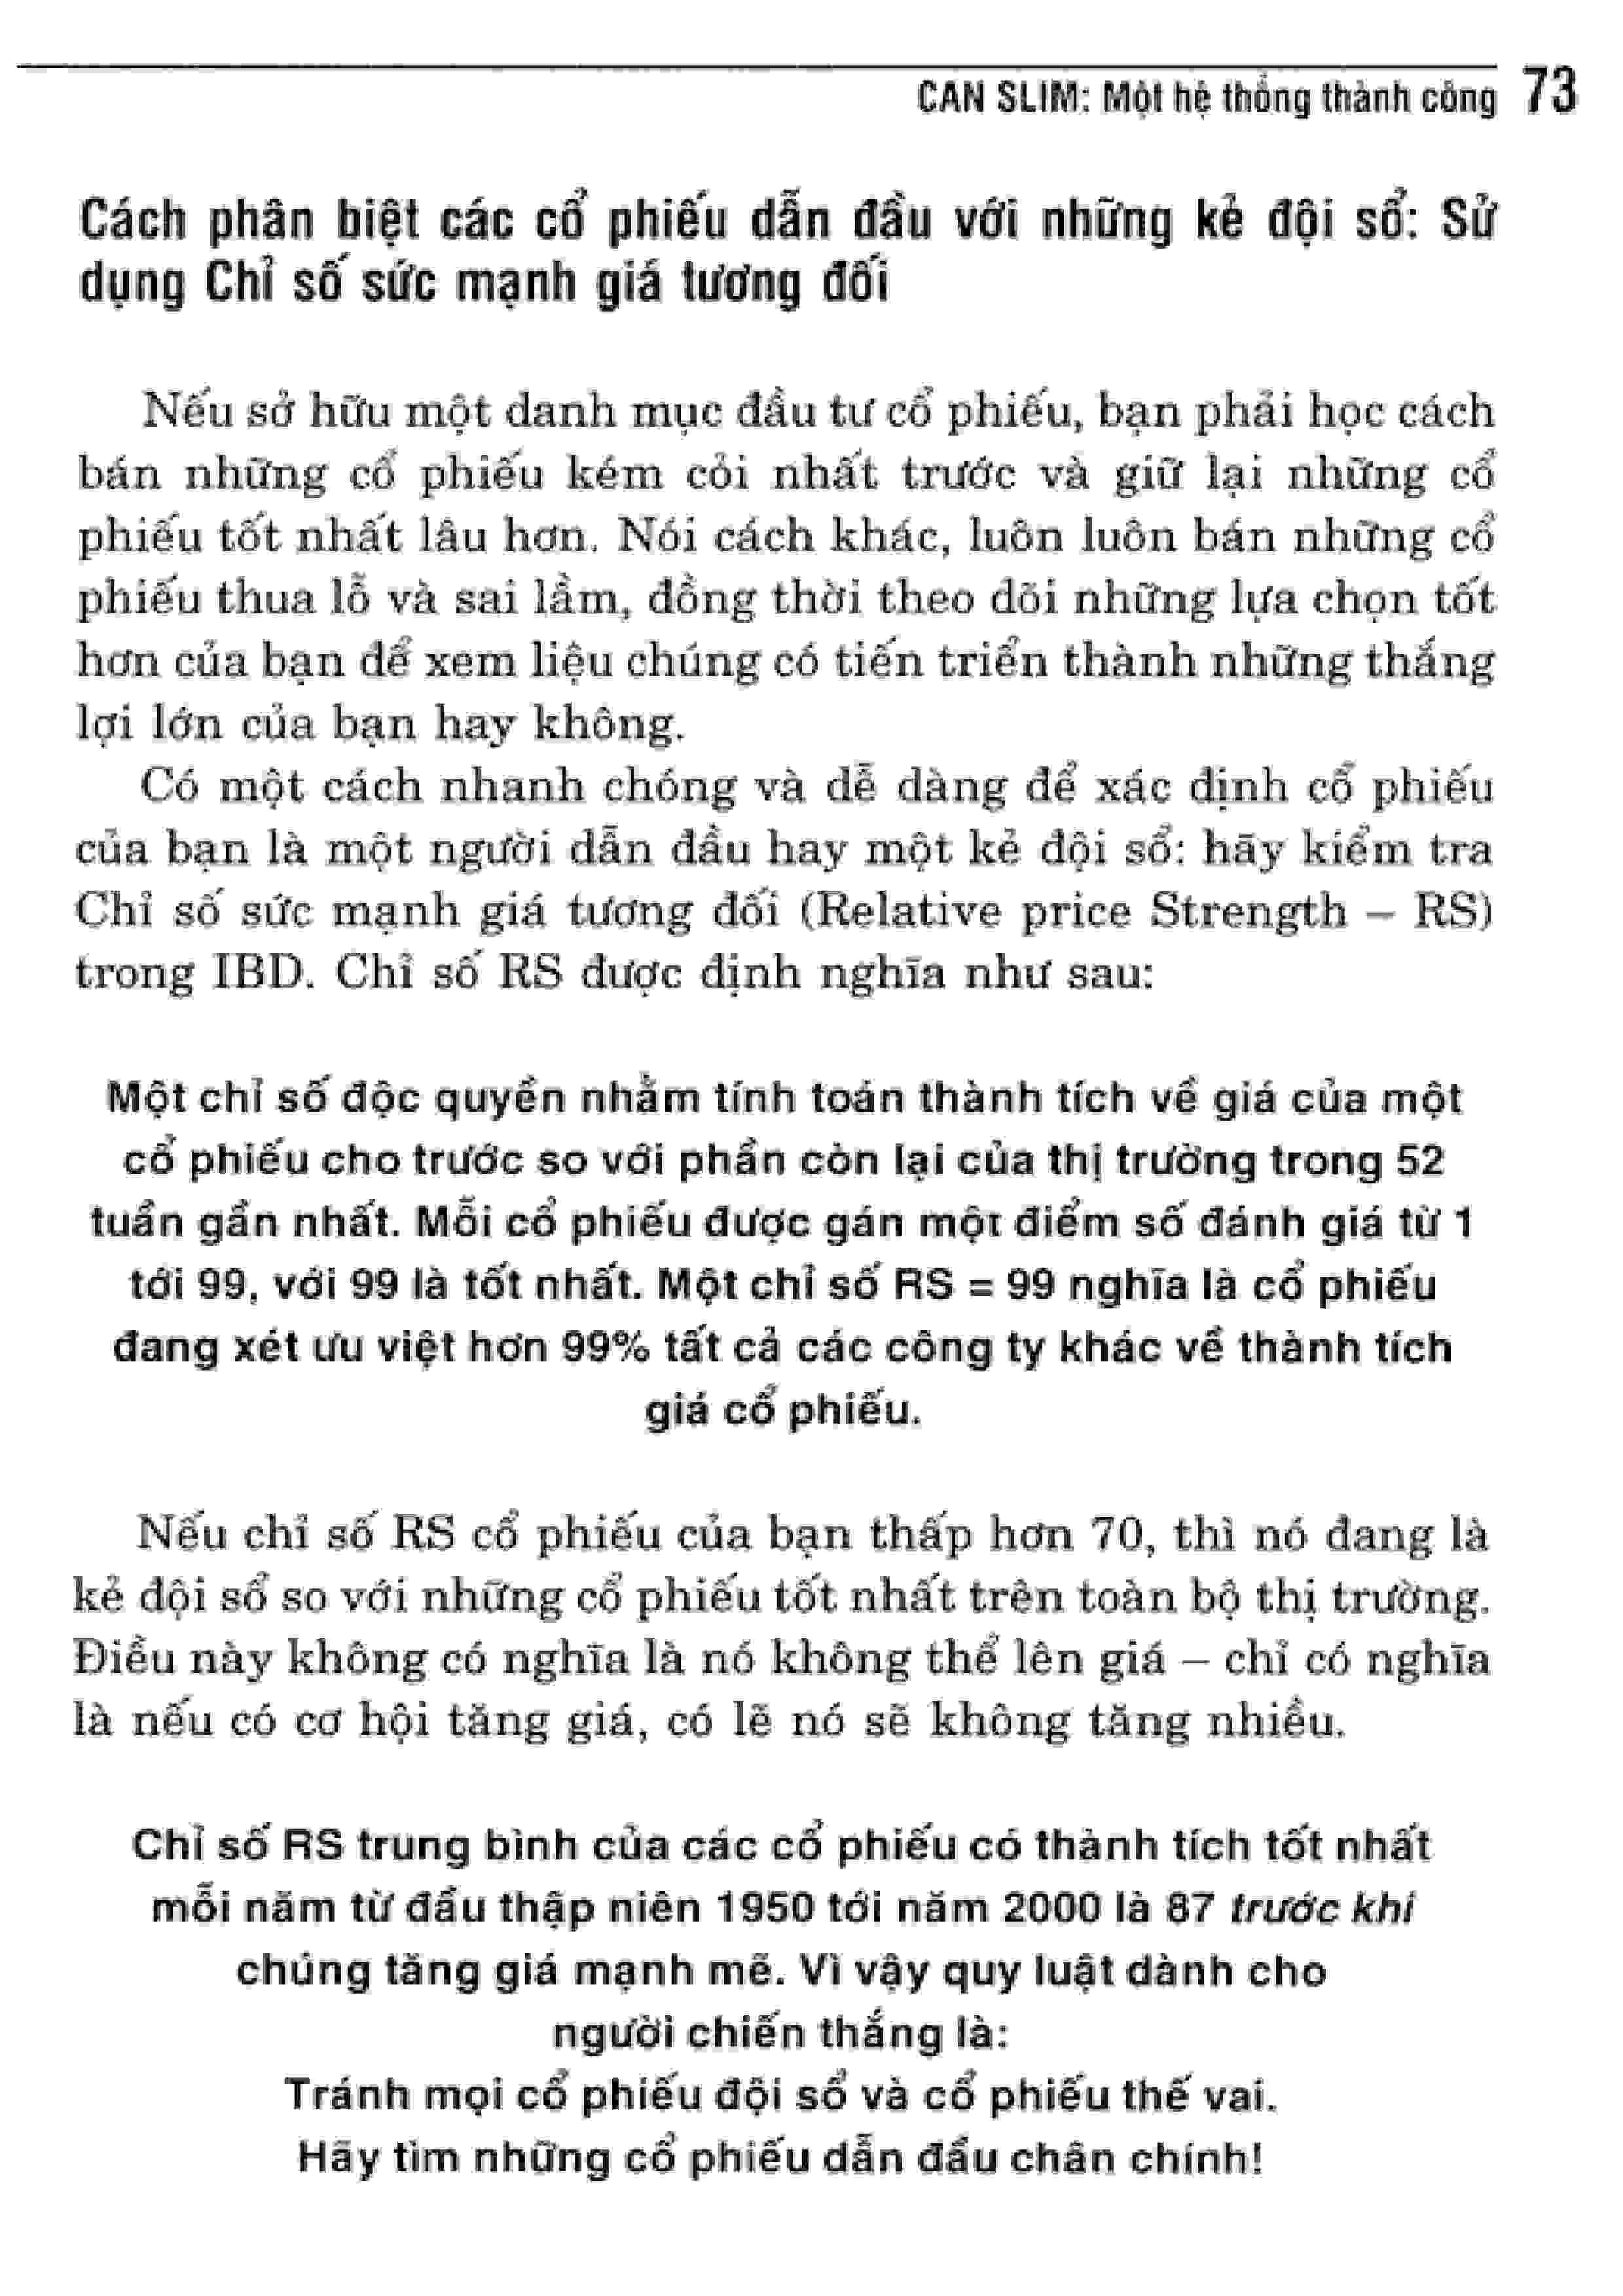 CAN SLIM: Một hệ thống thành công 73
Cách phân biệt các cổ phiếu dẫn đầu với những kẻ đội sổ: Sử
dụng Chỉ số sức mạnh giá tương đối
Nếu sở hữu một danh mục đầu tư cổ phiếu, bạn phải học cách
bán những cổ phiếu kém cỏi nhất trước và giữ lại những cổ
phiếu tốt nhất lâu hơn. Nói cách khác, luôn luôn bán những cổ
phiếu thua lỗ và sai lầm, đồng thời theo dõi những lựa chọn tốt
hơn của bạn để xem liệu chúng có tiến triển thành những thắng
lợi lớn của bạn hay không.
Có một cách nhanh chóng và dễ dàng để xác định cổ phiếu
của bạn là một người dẫn đầu hay một kẻ đội sổ: hãy kiểm tra
Chỉ số sức mạnh giá tương đối (Relative price Strength – RS)
trong IBD. Chỉ số RS được định nghĩa như sau:
Một chỉ số độc quyền nhằm tính toán thành tích về giá của một
cổ phiếu cho trước so với phần còn lại của thị trường trong 52
tuần gần nhất. Mỗi cổ phiếu được gán một điểm số đánh giá từ 1
tới 99, với 99 là tốt nhất. Một chỉ số RS = 99 nghĩa là cổ phiếu
đang xét ưu việt hơn 99% tất cả các công ty khác về thành tích
giá cổ phiếu.
Nếu chỉ số RS cổ phiếu của bạn thấp hơn 70, thì nó đang là
kẻ đội sổ so với những cổ phiếu tốt nhất trên toàn bộ thị trường.
Điều này không có nghĩa là nó không thể lên giá – chỉ có nghĩa
là nếu có cơ hội tăng giá, có lẽ nó sẽ không tăng nhiều.
Chỉ số RS trung bình của các cổ phiếu có thành tích tốt nhất
mỗi năm từ đầu thập niên 1950 tới năm 2000 là 87 trước khi
chúng tăng giá mạnh mẽ. Vì vậy quy luật dành cho
người chiến thắng là:
Tránh mọi cổ phiếu đội sổ và cổ phiếu thế vai.
Hãy tìm những cổ phiếu dẫn đầu chân chính!